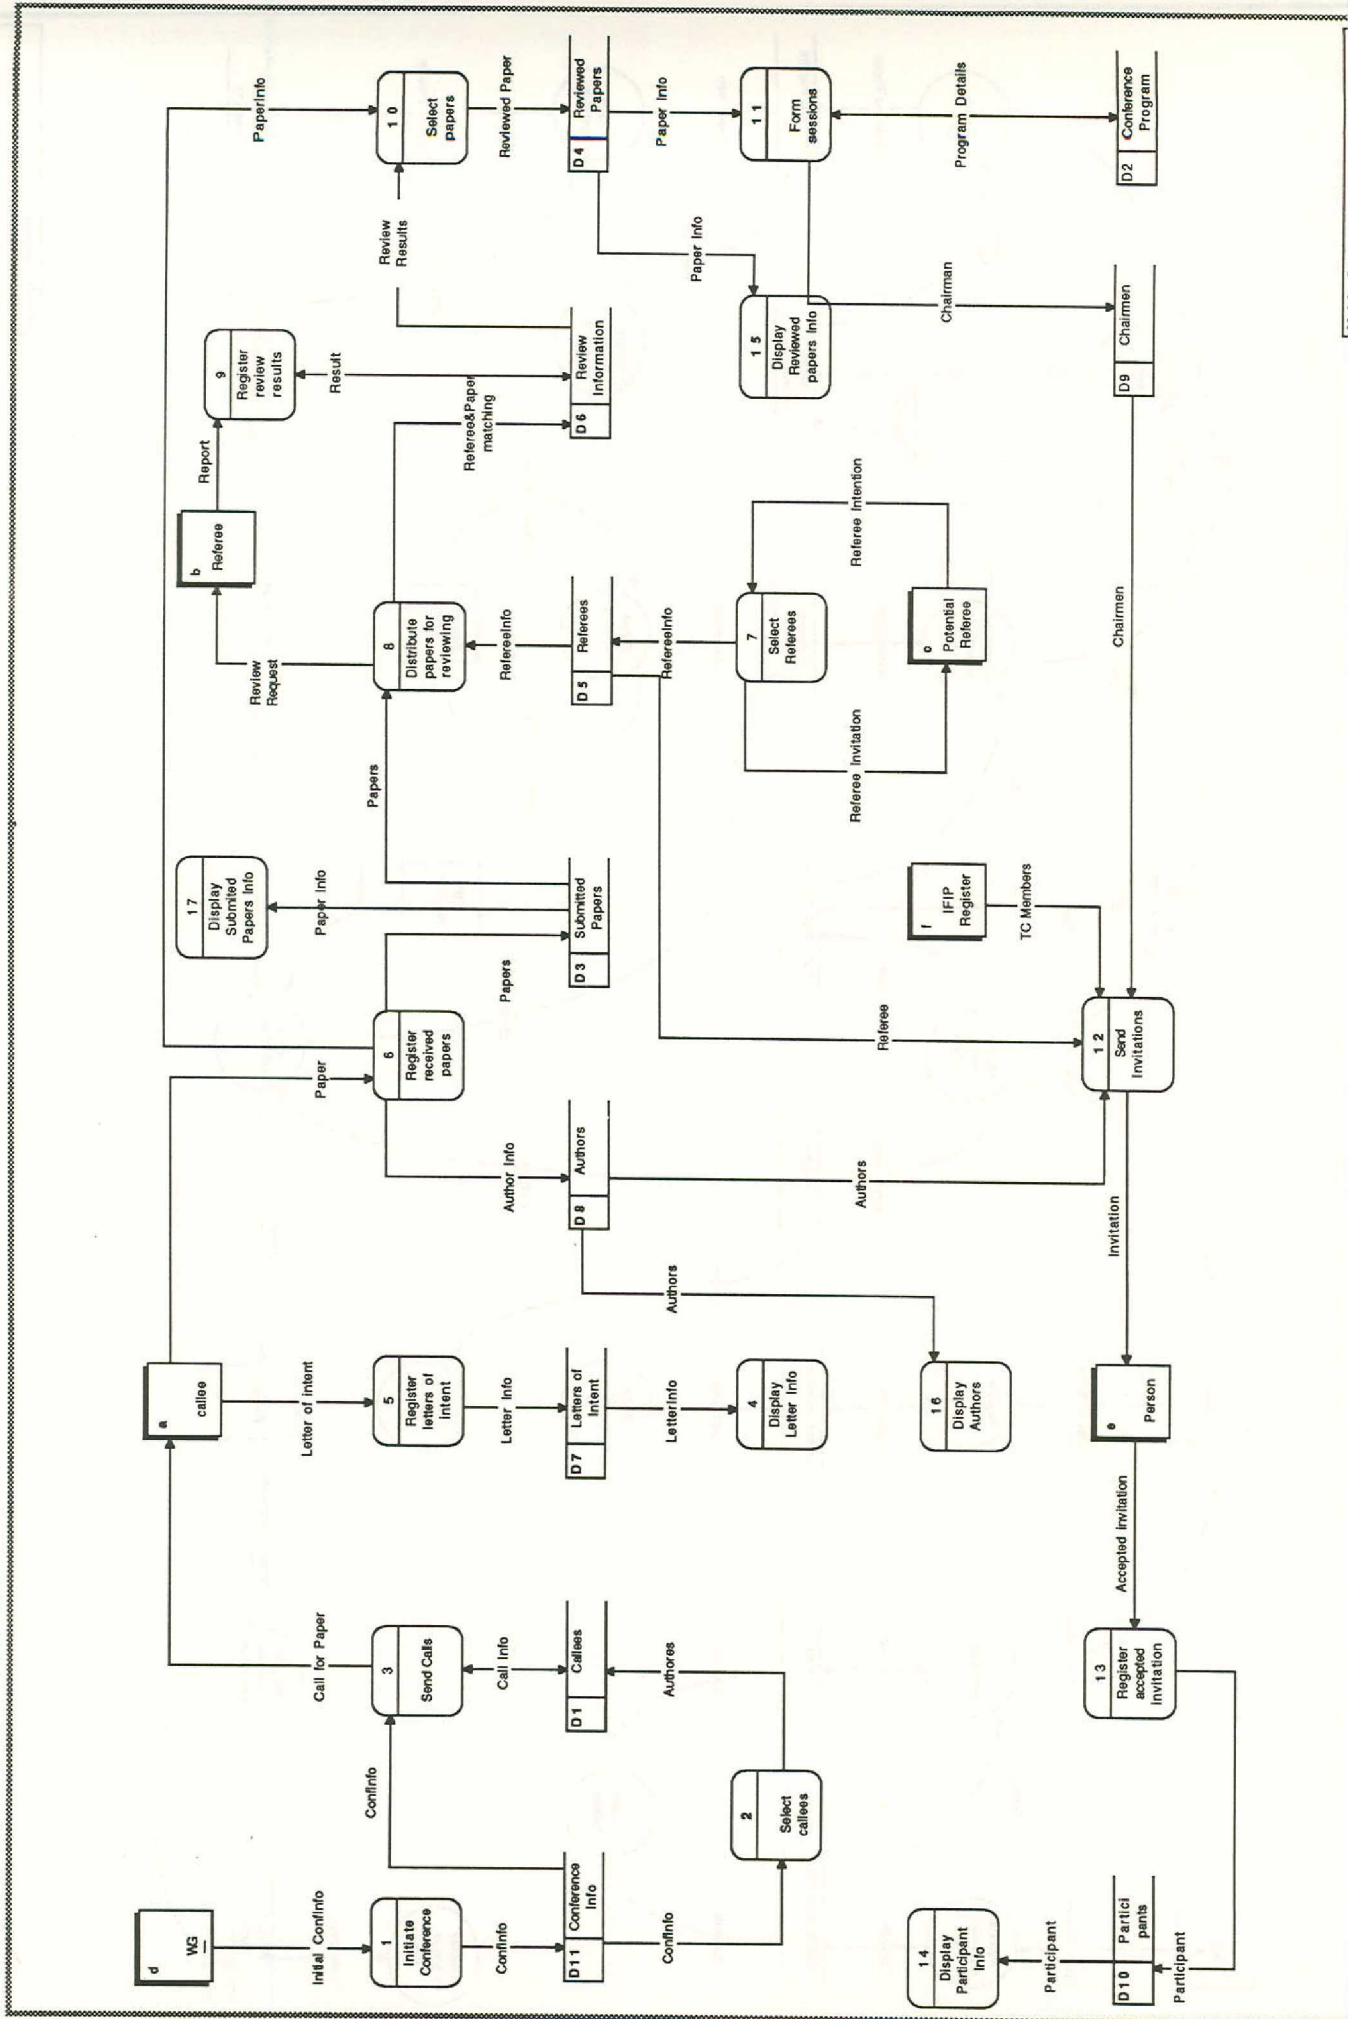 d
WG
Initial ConfInfo
1
Initiate
Conference
ConfInfo
D11
Conference
Info
ConfInfo
ConfInfo
2
Select
callees
Authores
D1
Callees
Call Info
3
Send Calls
Call for Paper
a
callee
Letter of intent
5
Register
letters of
intent
Letter Info
D7
Letters of
Intent
LetterInfo
4
Display
Letter Info
Paper
6
Register
received
papers
Author Info
D8
Authors
Authors
16
Display
Authors
Authors
Papers
D3
Submitted
Papers
Paper Info
17
Display
Submited
Papers Info
Papers
8
Distribute
papers for
reviewing
Review
Request
b
Referee
Report
9
Register
review
results
Result
Referee&Paper
matching
D6
Review
Information
Review
Results
RefereeInfo
D5
Referees
RefereeInfo
7
Select
Referees
Referee Invitation
Referee Intention
c
Potential
Referee
Referee
PaperInfo
10
Select
papers
Reviewed Paper
D4
Reviewed
Papers
Paper Info
Paper Info
15
Display
Reviewed
papers Info
11
Form
sessions
Program Details
D2
Conference
Program
Chairman
D9
Chairmen
Chairmen
f
IFIP
Register
TC Members
12
Send
Invitations
Invitation
e
Person
Accepted invitation
13
Register
accepted
invitation
Participant
D10
Partici
pants
Participant
14
Display
Participant
Info